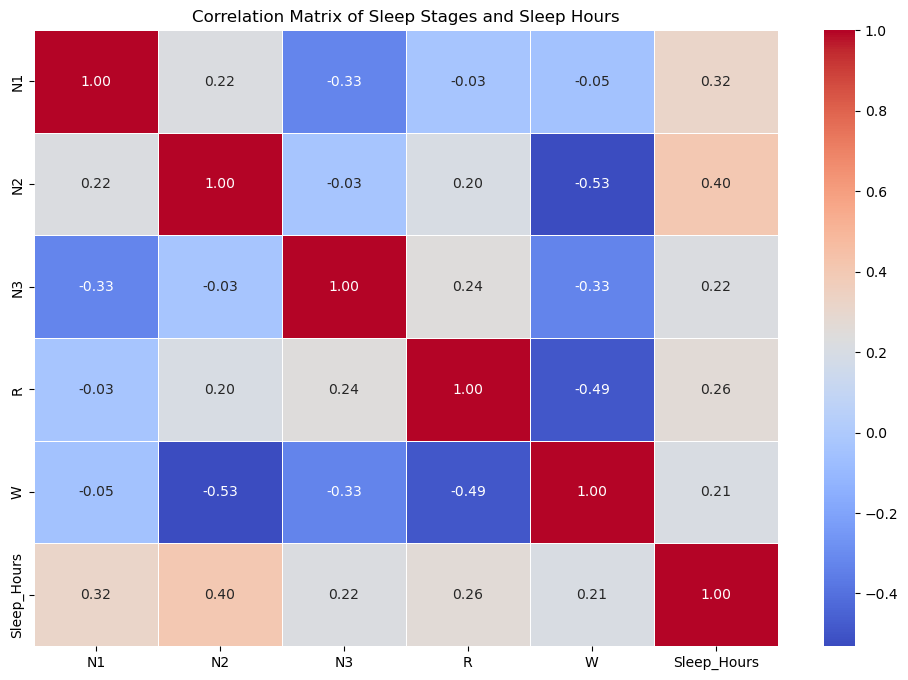 Correlation Matrix of Sleep Stages and Sleep Hours
N1 1.00 0.22 -0.33 -0.03 -0.05 0.32
N2 0.22 1.00 -0.03 0.20 -0.53 0.40
N3 -0.33 -0.03 1.00 0.24 -0.33 0.22
R -0.03 0.20 0.24 1.00 -0.49 0.26
W -0.05 -0.53 -0.33 -0.49 1.00 0.21
Sleep_Hours 0.32 0.40 0.22 0.26 0.21 1.00
N1 N2 N3 R W Sleep_Hours
1.0
0.8
0.6
0.4
0.2
0.0
−0.2
−0.4